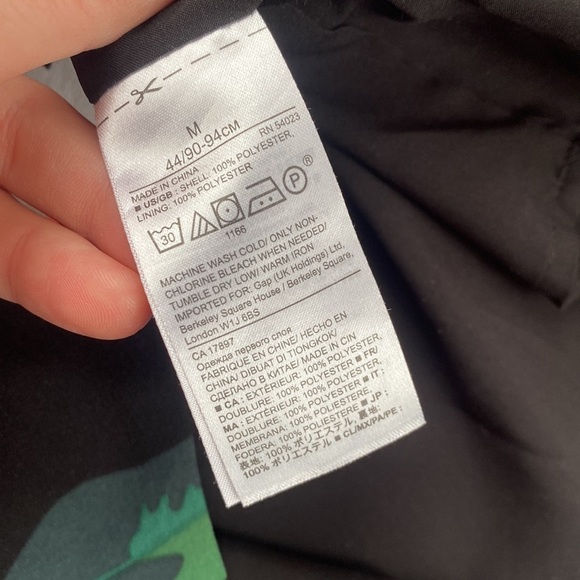 M
44/90-94CM
MADE IN CHINA RN 54023
■ US/GB : SHELL: 100% POLYESTER.
LINING: 100% POLYESTER
30 P ®
1166
MACHINE WASH COLD/ ONLY NON-
CHLORINE BLEACH WHEN NEEDED/
TUMBLE DRY LOW/ WARM IRON
IMPORTED FOR: Gap (UK Holdings) Ltd.
Berkeley Square House / Berkeley Square,
London W1J 6BS
CA 17897
Одежда первого слоя
FABRIQUÉ EN CHINE/ HECHO EN
CHINA/ DIBUAT DI TIONGKOK/
СДЕЛАНО В КИТАЕ/ MADE IN CIN
■ CA : EXTÉRIEUR: 100% POLYESTER.
DOUBLURE: 100% POLYESTER ■ FR/
MA : EXTÉRIEUR: 100% POLYESTER.
DOUBLURE: 100% POLYESTER ■ IT :
MEMBRANA: 100% POLIESTERE.
FODERA: 100% POLIESTERE ■ JP :
表地: 100% ポリエステル. 裏地:
100% ポリエステル ■ CL/MX/PA/PE :